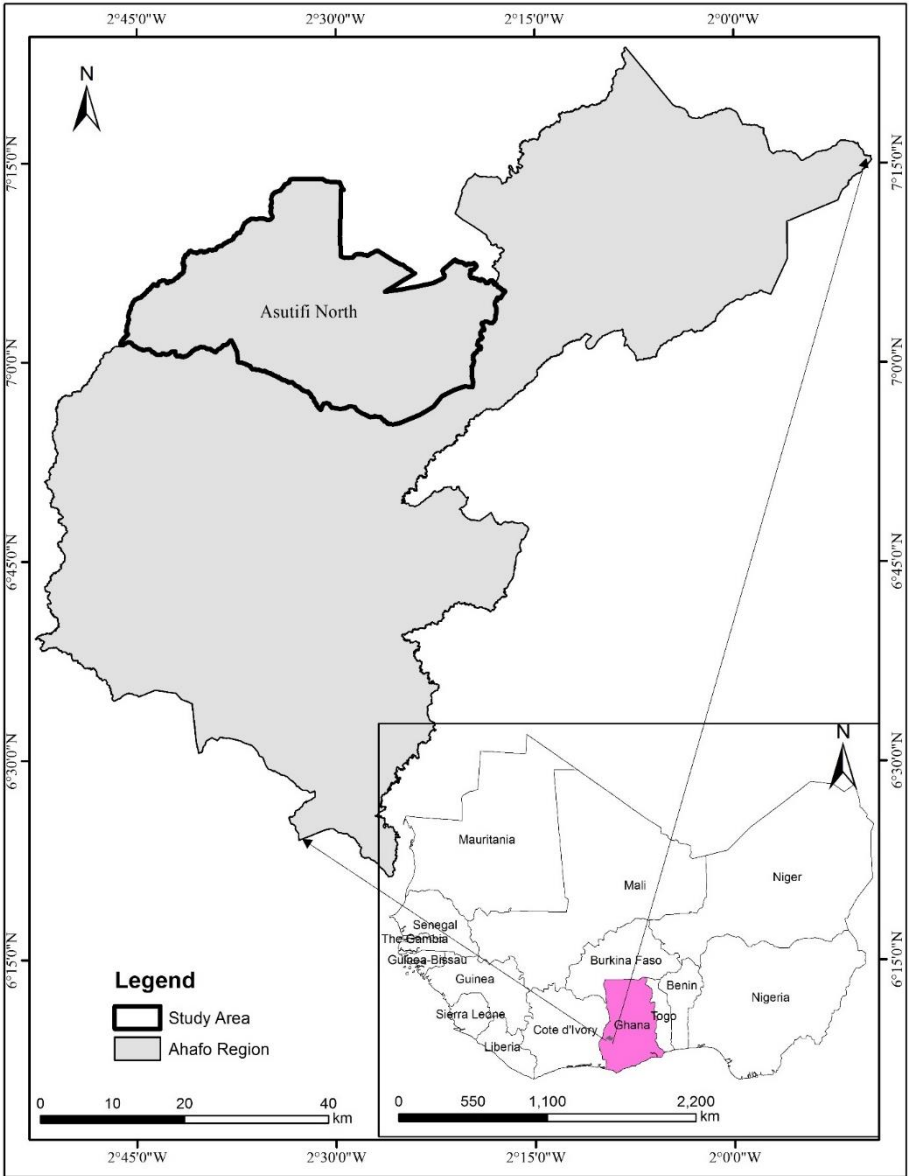 2°45'0"W 2°30'0"W 2°15'0"W 2°0'0"W
N
7°15'0"N 7°15'0"N
Asutifi North
7°0'0"N 7°0'0"N
6°45'0"N 6°45'0"N
6°30'0"N 6°30'0"N
N
Mauritania
Mali
Niger
Senegal
The Gambia
Guinea-Bissau
Guinea
Burkina Faso
Benin
Nigeria
Sierra Leone
Liberia
Cote d'Ivory
Ghana
Togo
6°15'0"N 6°15'0"N
Legend
Study Area
Ahafo Region
0 10 20 40
km
0 550 1,100 2,200
km
2°45'0"W 2°30'0"W 2°15'0"W 2°0'0"W